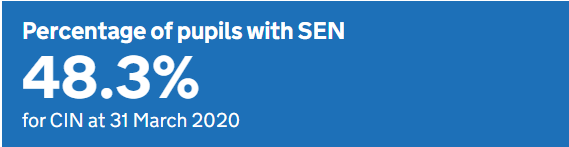 Percentage of pupils with SEN
48.3%
for CIN at 31 March 2020